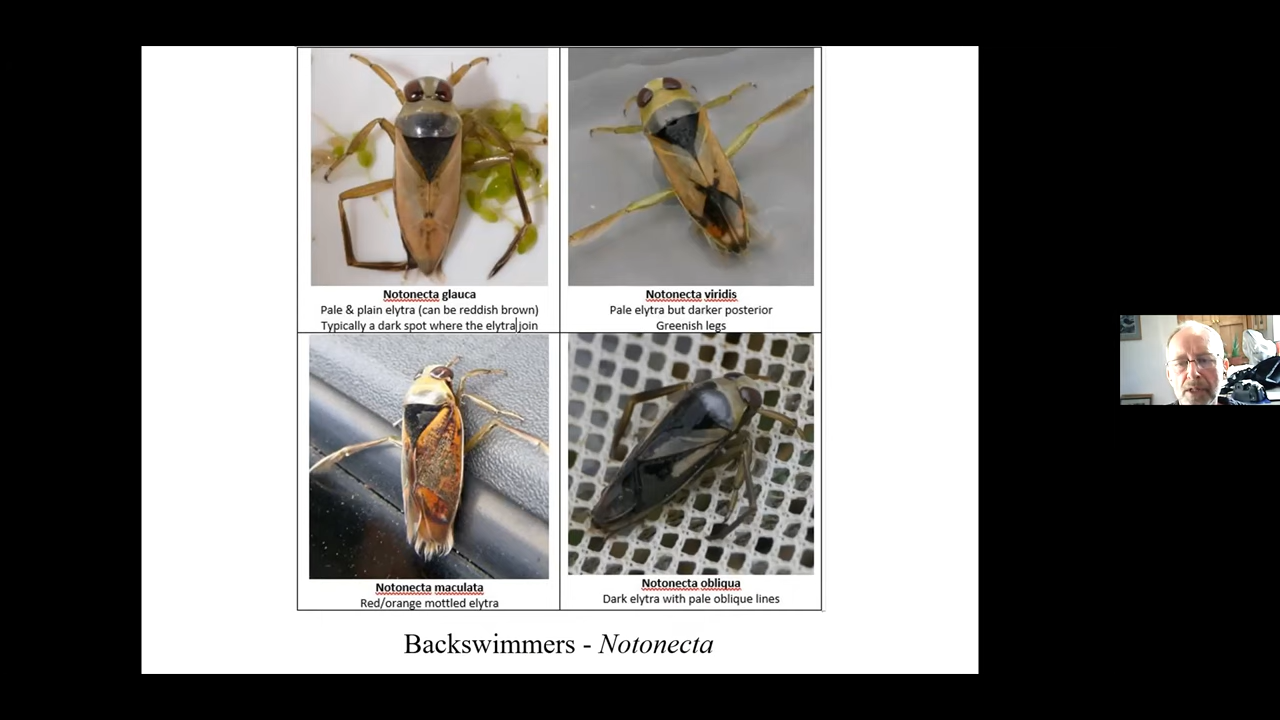 Notonecta glauca
Pale & plain elytra (can be reddish brown)
Typically a dark spot where the elytra join
Notonecta viridis
Pale elytra but darker posterior
Greenish legs
Notonecta maculata
Red/orange mottled elytra
Notonecta obliqua
Dark elytra with pale oblique lines
Backswimmers - Notonecta